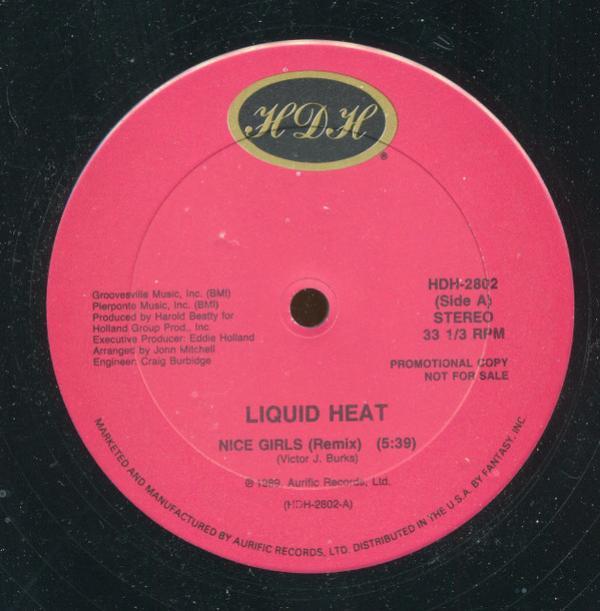 HDH
®
Groovesville Music, Inc. (BMI)
Pierponte Music, Inc. (BMI)
Produced by Harold Beatty for
Holland Group Prod., Inc.
Executive Producer: Eddie Holland
Arranged by John Mitchell
Engineer: Craig Burbidge
HDH-2802
(Side A)
STEREO
33 1/3 RPM
PROMOTIONAL COPY
NOT FOR SALE
LIQUID HEAT
NICE GIRLS (Remix) (5:39)
(Victor J. Burks)
℗ 1989, Aurific Records, Ltd.
(HDH-2802-A)
MARKETED AND MANUFACTURED BY AURIFIC RECORDS, LTD. DISTRIBUTED IN THE U.S.A. BY FANTASY, INC.